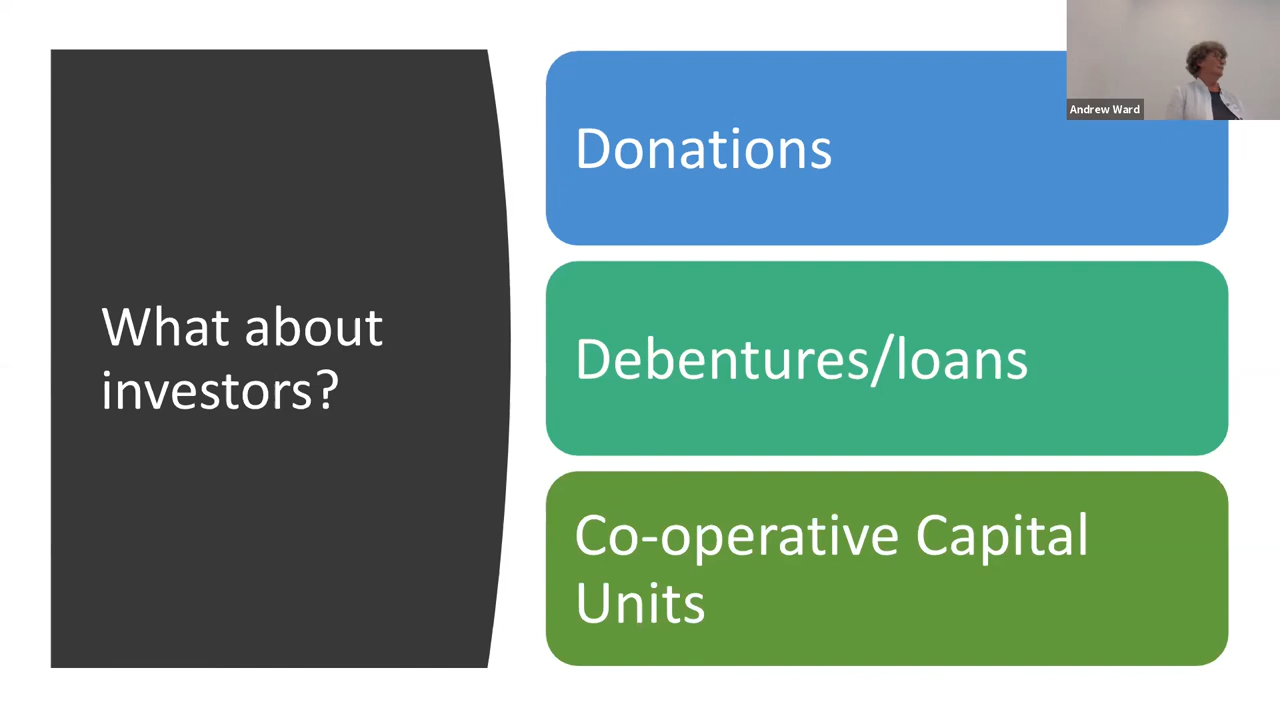 What about
investors?
Donations
Debentures/loans
Co-operative Capital
Units
Andrew Ward